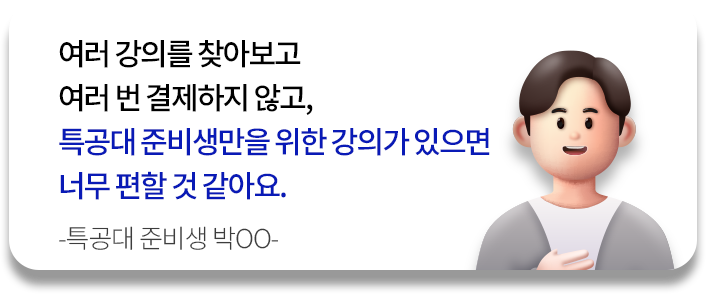 여러 강의를 찾아보고
여러 번 결제하지 않고,
특공대 준비생만을 위한 강의가 있으면
너무 편할 것 같아요.
-특공대 준비생 박OO-